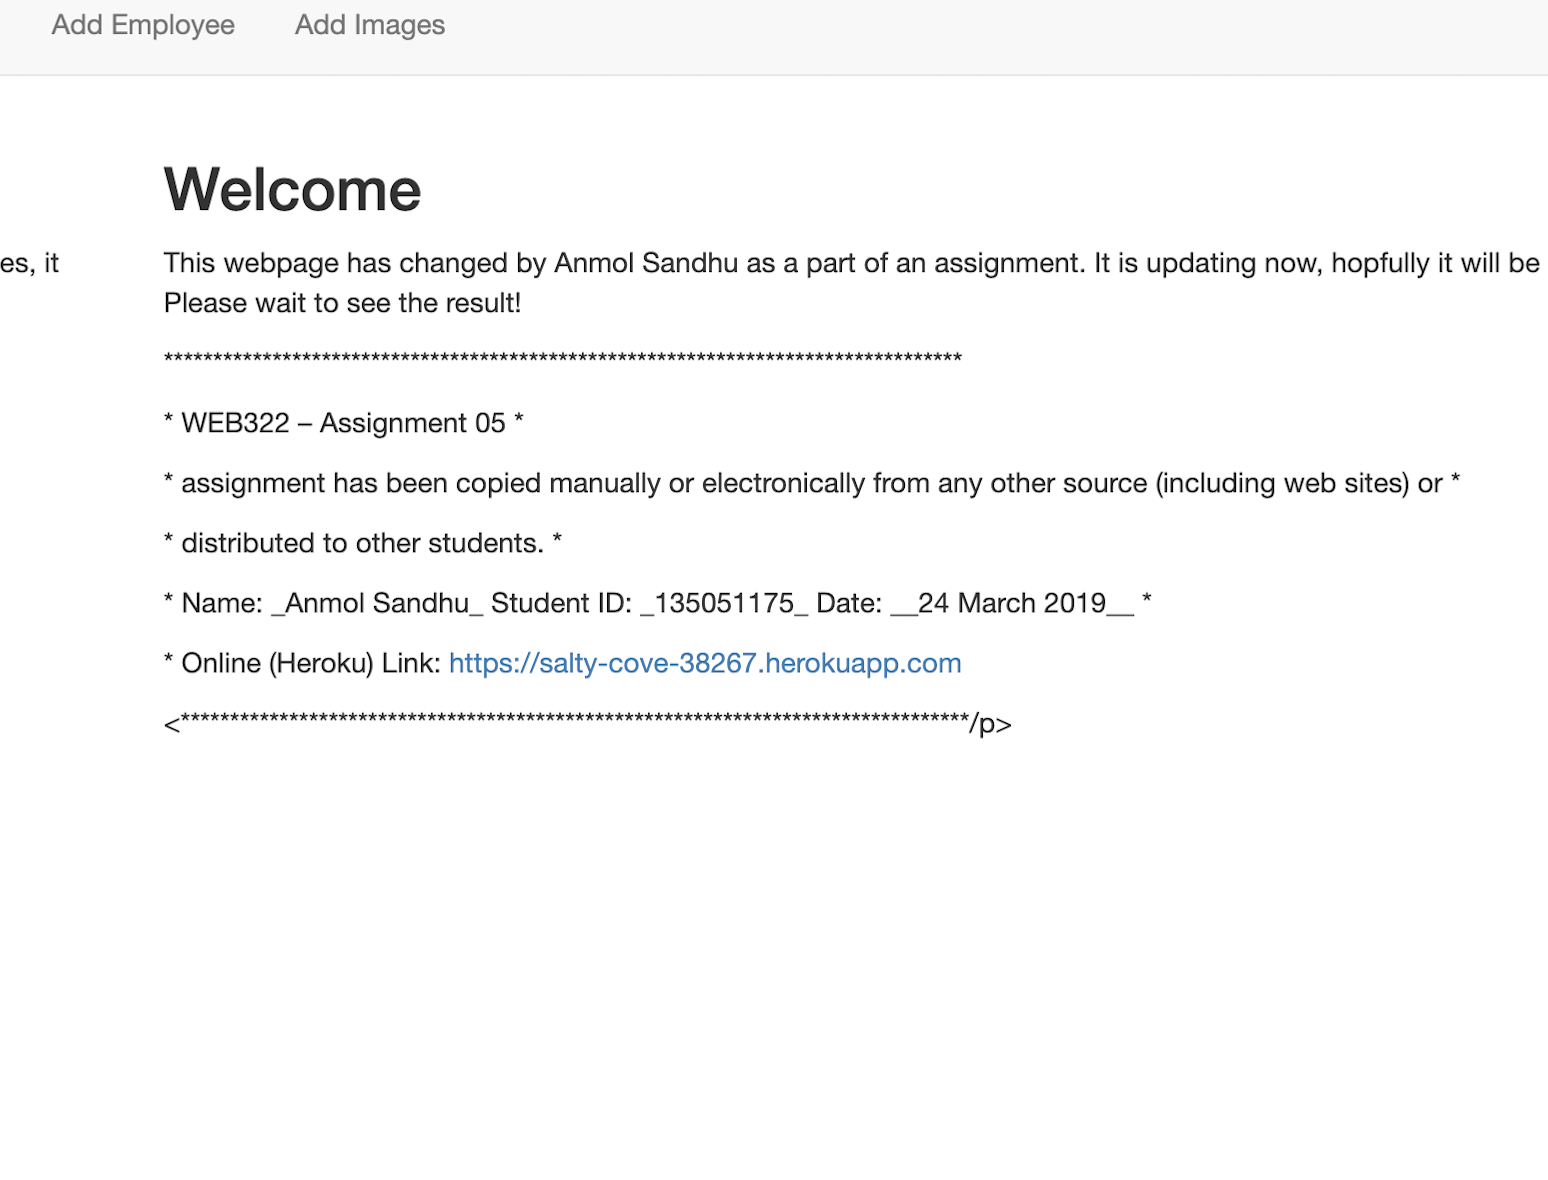 Add Employee Add Images
Welcome
es, it
This webpage has changed by Anmol Sandhu as a part of an assignment. It is updating now, hopfully it will be
Please wait to see the result!
*********************************************************************************
* WEB322 – Assignment 05 *
* assignment has been copied manually or electronically from any other source (including web sites) or *
* distributed to other students. *
* Name: _Anmol Sandhu_ Student ID: _135051175_ Date: __24 March 2019__ *
* Online (Heroku) Link: https://salty-cove-38267.herokuapp.com
<********************************************************************************/p>